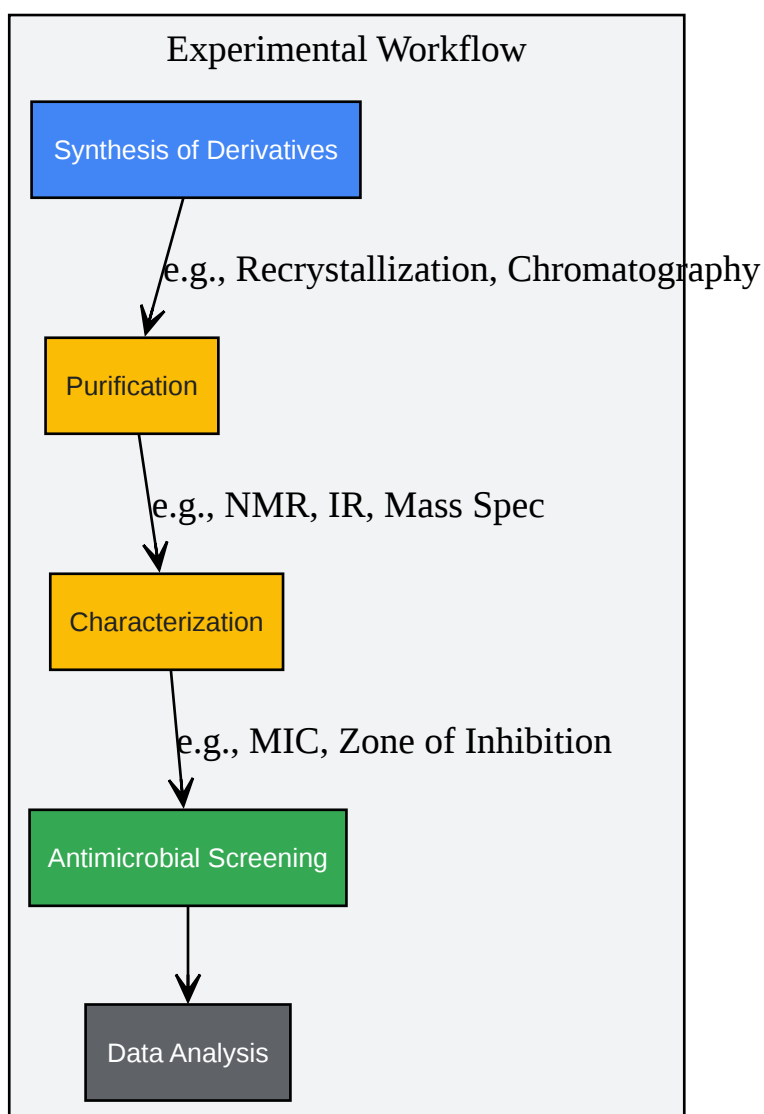 Experimental Workflow
Synthesis of Derivatives
e.g., Recrystallization, Chromatography
Purification
e.g., NMR, IR, Mass Spec
Characterization
e.g., MIC, Zone of Inhibition
Antimicrobial Screening
Data Analysis